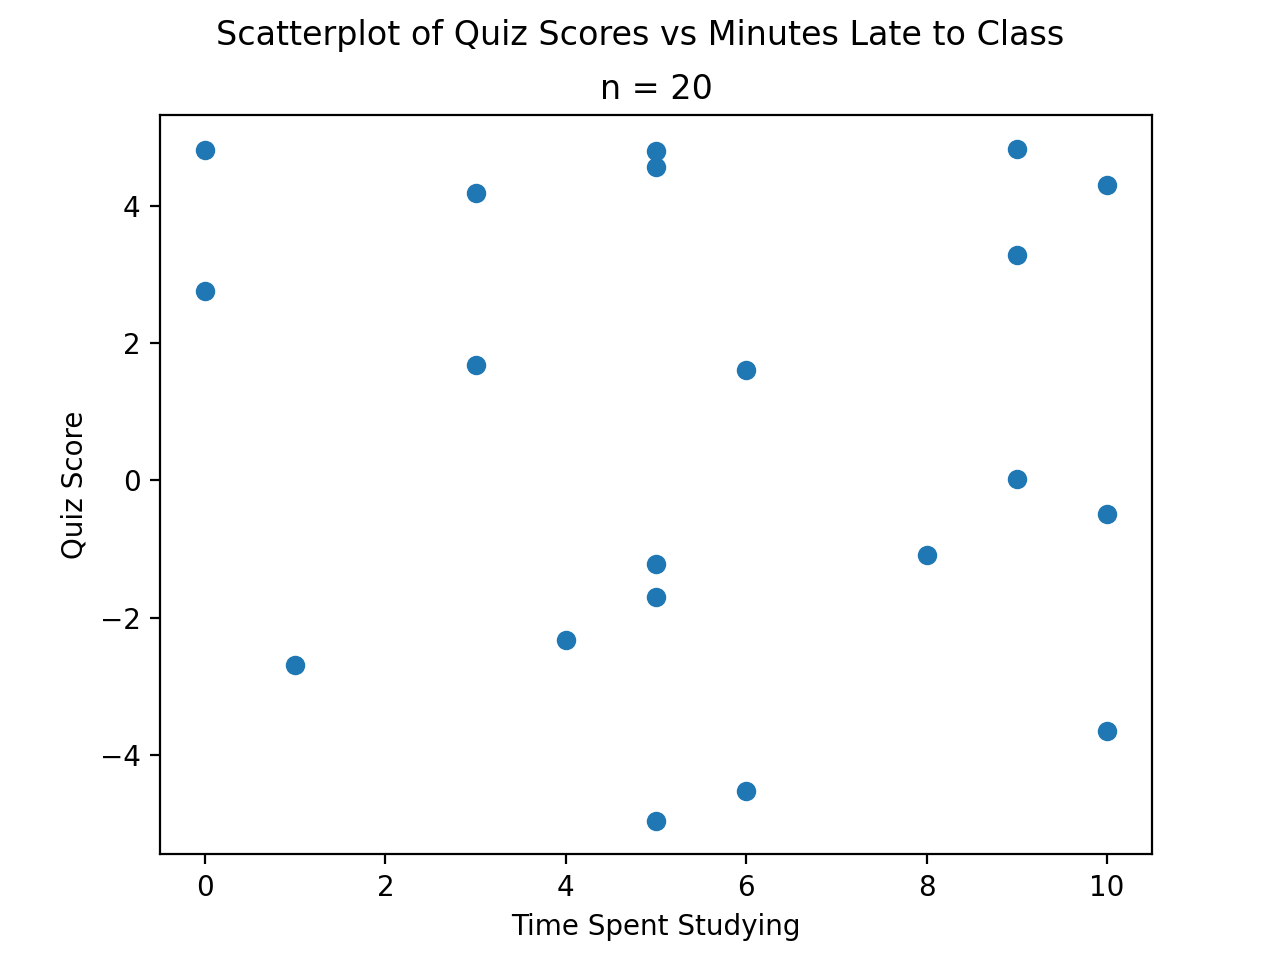 Scatterplot of Quiz Scores vs Minutes Late to Class
n = 20
4
2
0
−2
−4
Quiz Score
0 2 4 6 8 10
Time Spent Studying